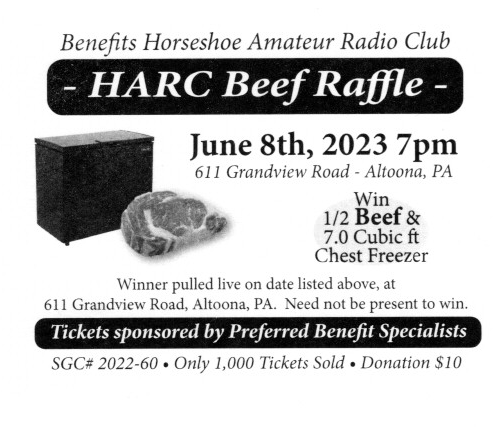 Benefits Horseshoe Amateur Radio Club
- HARC Beef Raffle -
June 8th, 2023 7pm
611 Grandview Road - Altoona, PA
Win
1/2 Beef &
7.0 Cubic ft
Chest Freezer
Winner pulled live on date listed above, at
611 Grandview Road, Altoona, PA. Need not be present to win.
Tickets sponsored by Preferred Benefit Specialists
SGC# 2022-60 • Only 1,000 Tickets Sold • Donation $10